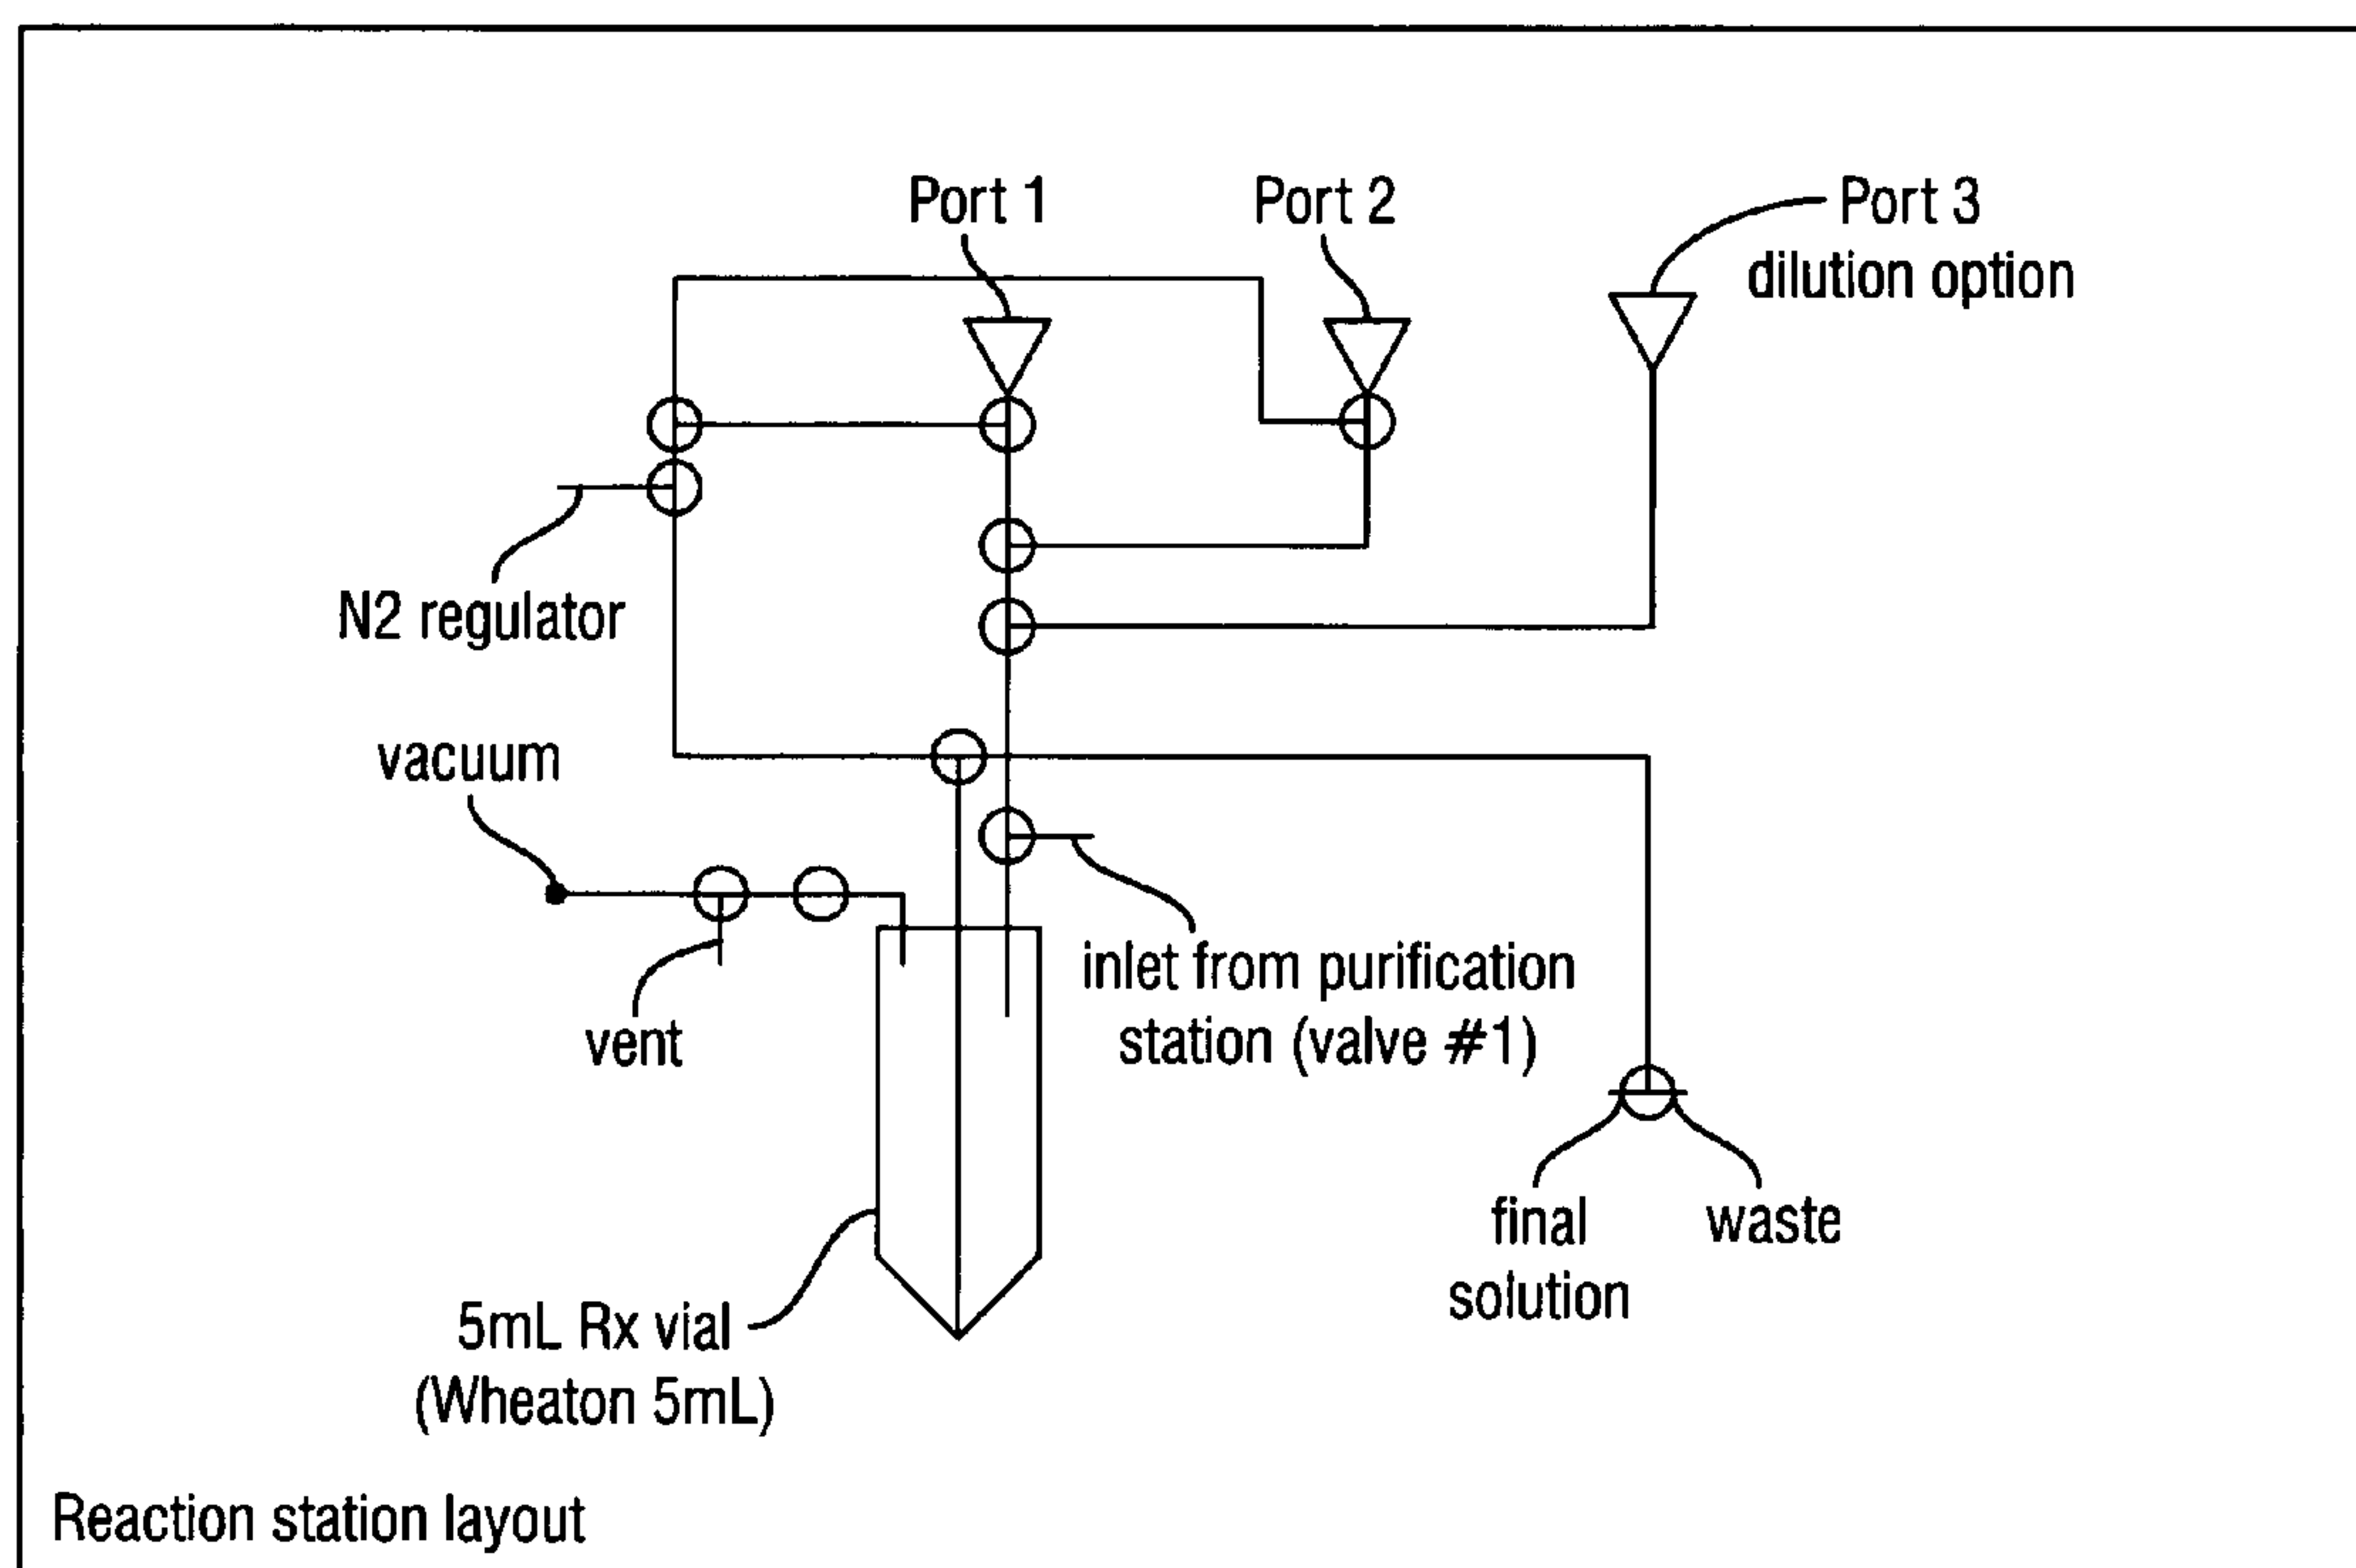 Port 1
Port 2
Port 3
dilution option
N2 regulator
vacuum
vent
inlet from purification
station (valve #1)
final
solution
waste
5mL Rx vial
(Wheaton 5mL)
Reaction station layout